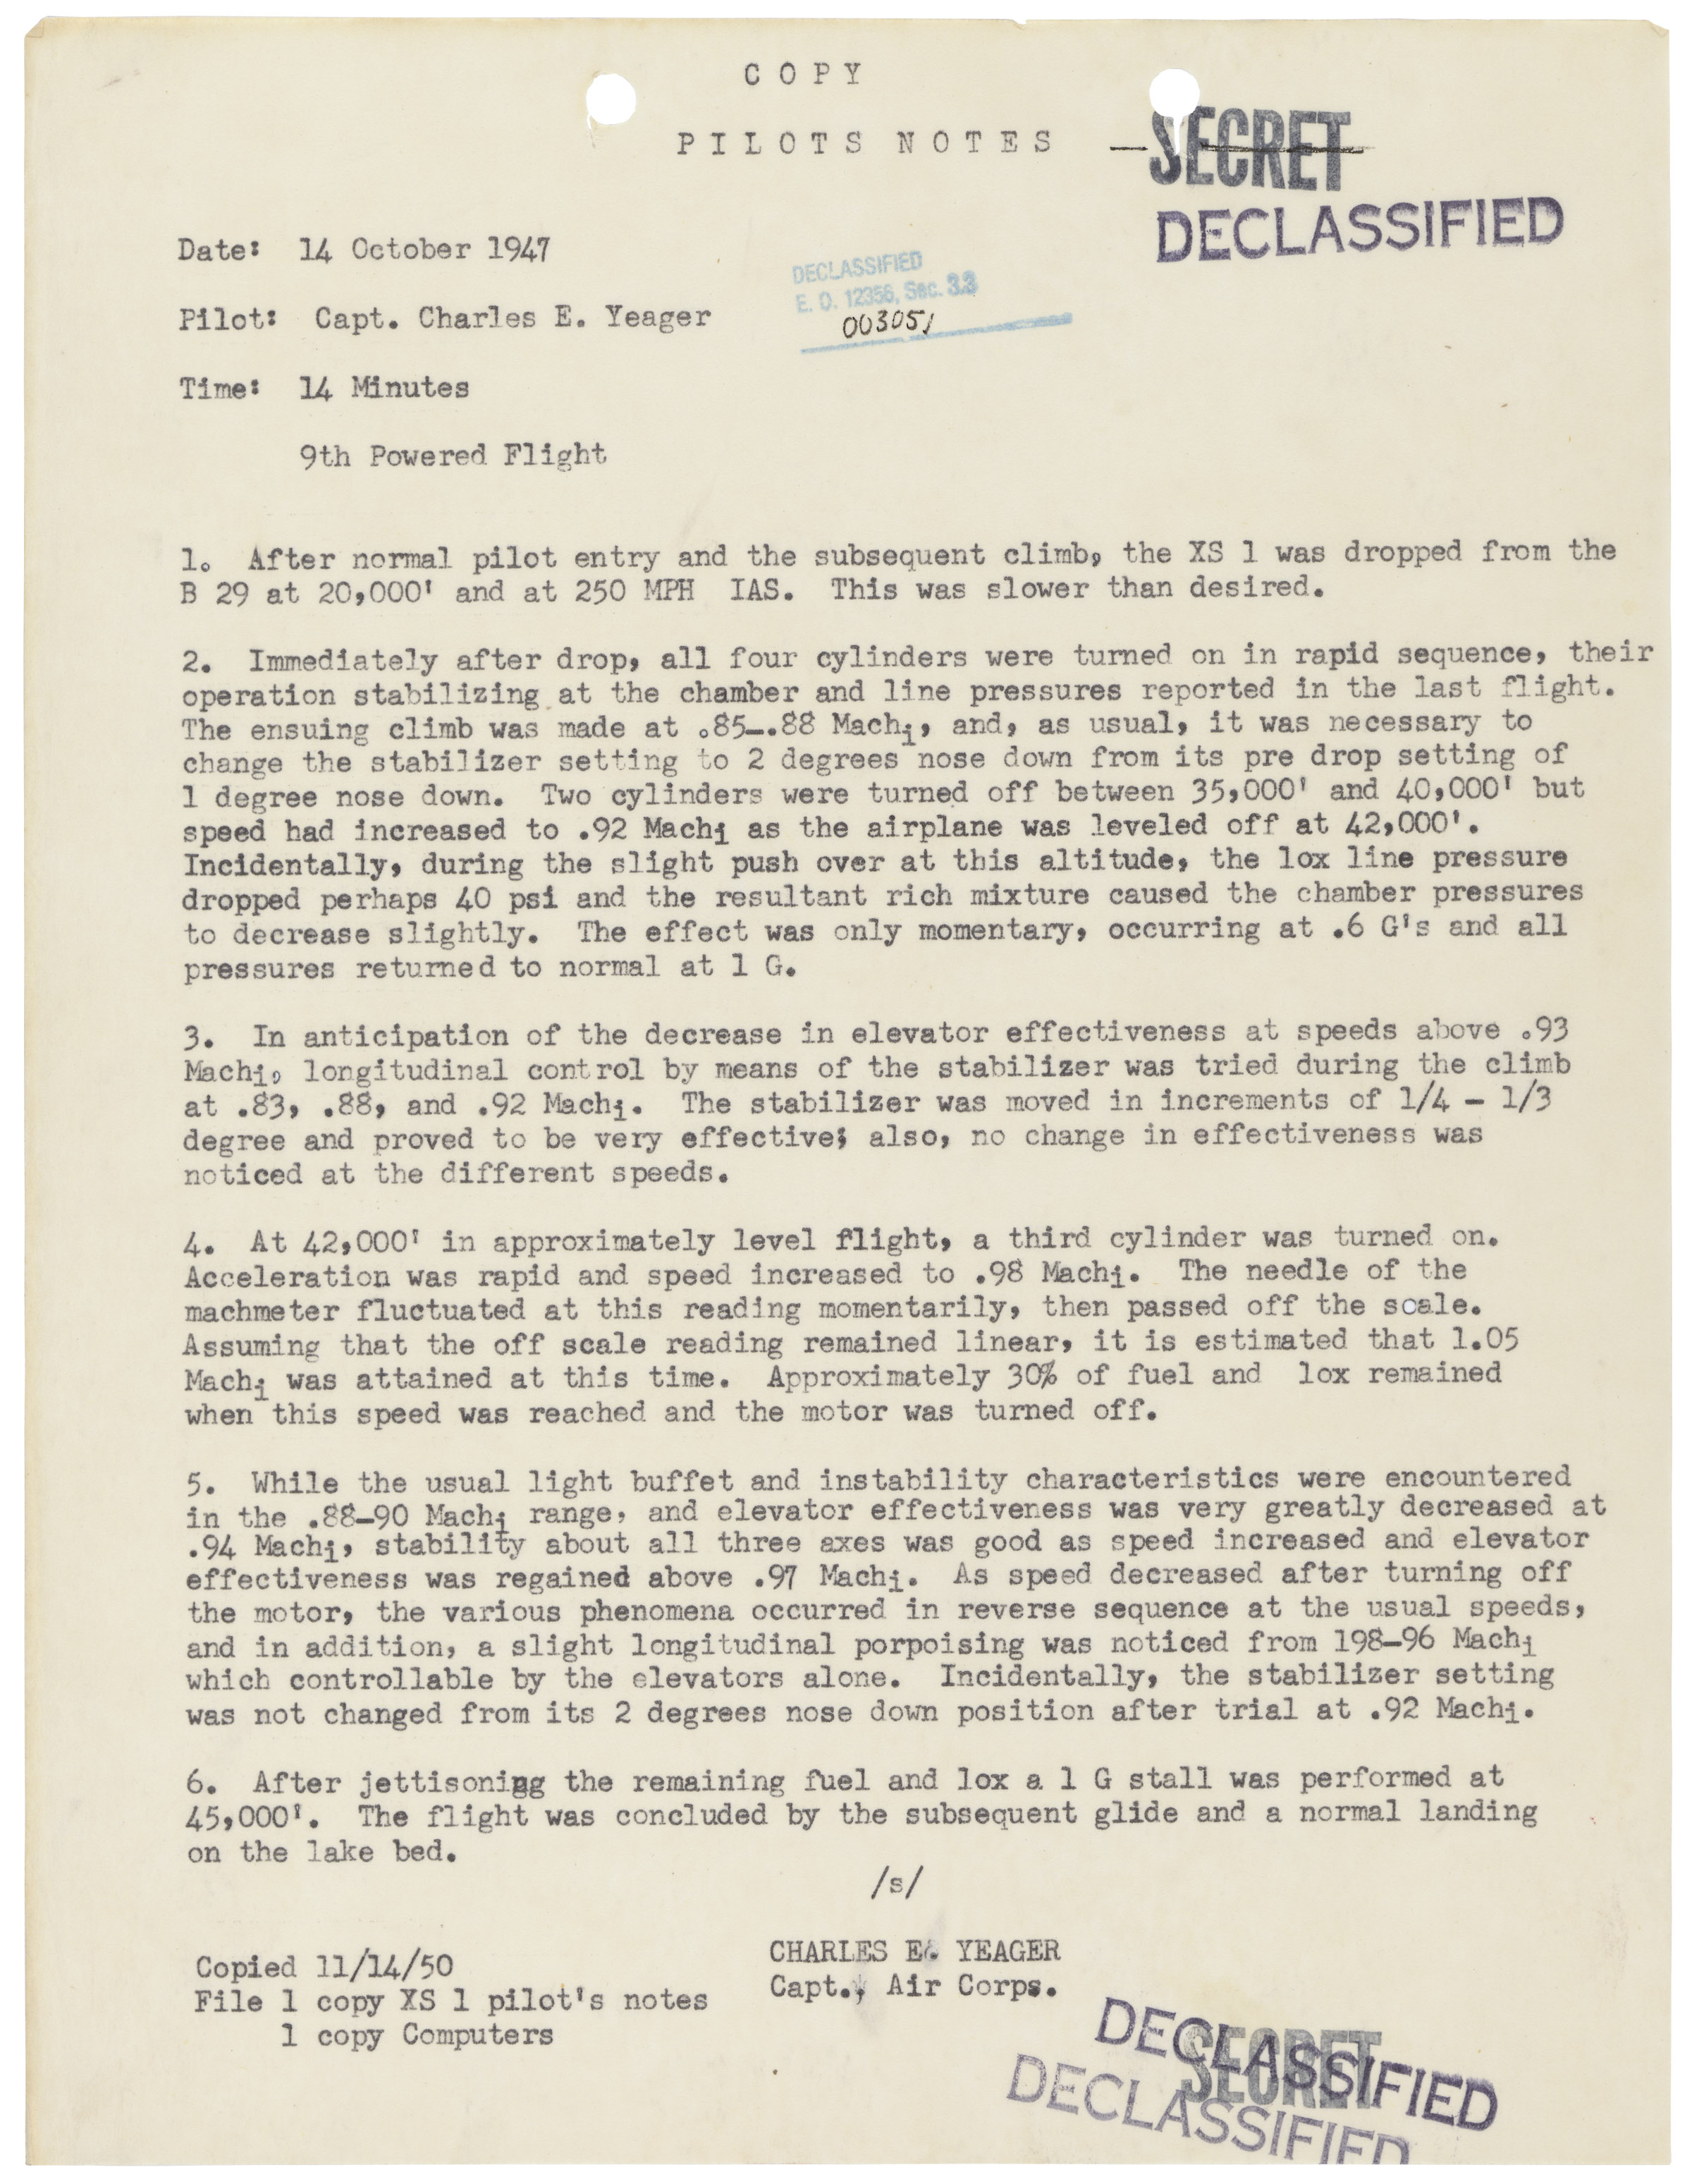 COPY
PILOTS NOTES
SECRET
DECLASSIFIED
Date: 14 October 1947
DECLASSIFIED
E. O. 12356, Sec. 3.3
003051
Pilot: Capt. Charles E. Yeager
Time: 14 Minutes
9th Powered Flight
1. After normal pilot entry and the subsequent climb, the XS 1 was dropped from the
B 29 at 20,000' and at 250 MPH IAS. This was slower than desired.
2. Immediately after drop, all four cylinders were turned on in rapid sequence, their
operation stabilizing at the chamber and line pressures reported in the last flight.
The ensuing climb was made at .85-.88 Machi, and, as usual, it was necessary to
change the stabilizer setting to 2 degrees nose down from its pre drop setting of
1 degree nose down. Two cylinders were turned off between 35,000' and 40,000' but
speed had increased to .92 Machi as the airplane was leveled off at 42,000'.
Incidentally, during the slight push over at this altitude, the lox line pressure
dropped perhaps 40 psi and the resultant rich mixture caused the chamber pressures
to decrease slightly. The effect was only momentary, occurring at .6 G's and all
pressures returned to normal at 1 G.
3. In anticipation of the decrease in elevator effectiveness at speeds above .93
Machi, longitudinal control by means of the stabilizer was tried during the climb
at .83, .88, and .92 Machi. The stabilizer was moved in increments of 1/4 - 1/3
degree and proved to be very effective; also, no change in effectiveness was
noticed at the different speeds.
4. At 42,000' in approximately level flight, a third cylinder was turned on.
Acceleration was rapid and speed increased to .98 Machi. The needle of the
machmeter fluctuated at this reading momentarily, then passed off the scale.
Assuming that the off scale reading remained linear, it is estimated that 1.05
Machi was attained at this time. Approximately 30% of fuel and lox remained
when this speed was reached and the motor was turned off.
5. While the usual light buffet and instability characteristics were encountered
in the .88-90 Machi range, and elevator effectiveness was very greatly decreased at
.94 Machi, stability about all three axes was good as speed increased and elevator
effectiveness was regained above .97 Machi. As speed decreased after turning off
the motor, the various phenomena occurred in reverse sequence at the usual speeds,
and in addition, a slight longitudinal porpoising was noticed from 198-96 Machi
which controllable by the elevators alone. Incidentally, the stabilizer setting
was not changed from its 2 degrees nose down position after trial at .92 Machi.
6. After jettisoning the remaining fuel and lox a 1 G stall was performed at
45,000'. The flight was concluded by the subsequent glide and a normal landing
on the lake bed.
/s/
CHARLES E. YEAGER
Capt., Air Corps.
Copied 11/14/50
File 1 copy XS 1 pilot's notes
1 copy Computers
DECLASSIFIED
SECRET
DECLASSIFIED